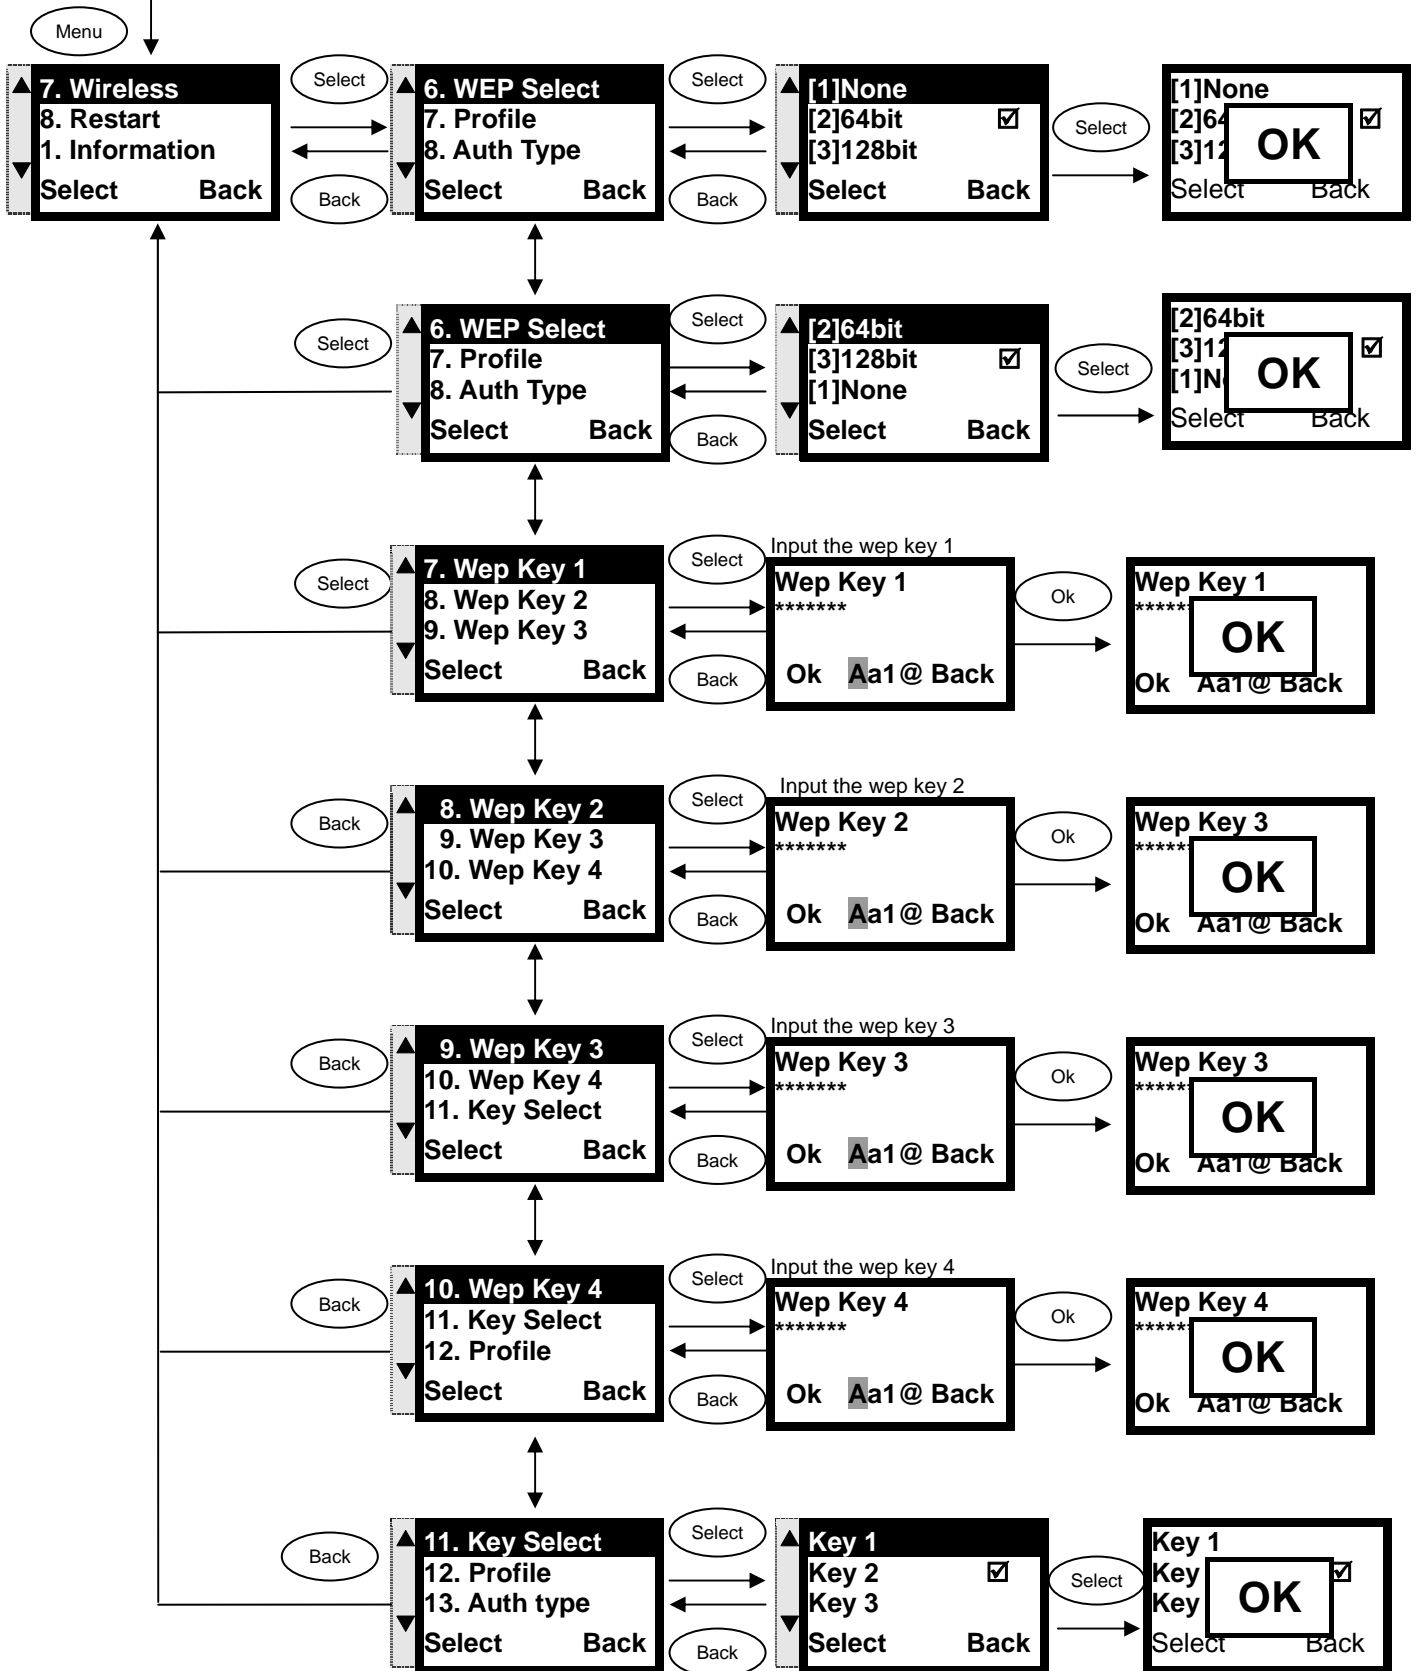 Menu
7. Wireless
8. Restart
1. Information
Select Back
Select
Back
6. WEP Select
7. Profile
8. Auth Type
Select Back
Select
Back
[1]None
[2]64bit ☑
[3]128bit
Select Back
Select
[1]None
[2]64 ☑
[3]12
OK
Select Back
Select
6. WEP Select
7. Profile
8. Auth Type
Select Back
Select
Back
[2]64bit
[3]128bit ☑
[1]None
Select Back
Select
[2]64bit
[3]12 ☑
[1]N
OK
Select Back
Select
7. Wep Key 1
8. Wep Key 2
9. Wep Key 3
Select Back
Select
Back
Input the wep key 1
Wep Key 1
*******
Ok Aa1@ Back
Ok
Wep Key 1
*****
OK
Ok Aa1@ Back
Back
8. Wep Key 2
9. Wep Key 3
10. Wep Key 4
Select Back
Select
Back
Input the wep key 2
Wep Key 2
*******
Ok Aa1@ Back
Ok
Wep Key 3
*****
OK
Ok Aa1@ Back
Back
9. Wep Key 3
10. Wep Key 4
11. Key Select
Select Back
Select
Back
Input the wep key 3
Wep Key 3
*******
Ok Aa1@ Back
Ok
Wep Key 3
*****
OK
Ok Aa1@ Back
Back
10. Wep Key 4
11. Key Select
12. Profile
Select Back
Select
Back
Input the wep key 4
Wep Key 4
*******
Ok Aa1@ Back
Ok
Wep Key 4
*****
OK
Ok Aa1@ Back
Back
11. Key Select
12. Profile
13. Auth type
Select Back
Select
Back
Key 1
Key 2 ☑
Key 3
Select Back
Select
Key 1
Key ☑
Key
OK
Select Back